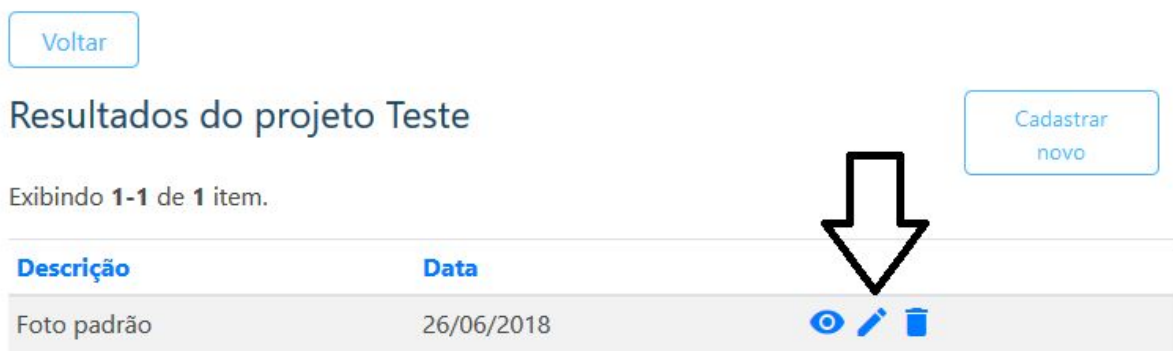 Voltar
Resultados do projeto Teste
Cadastrar
novo
Exibindo 1-1 de 1 item.
Descrição Data
Foto padrão 26/06/2018